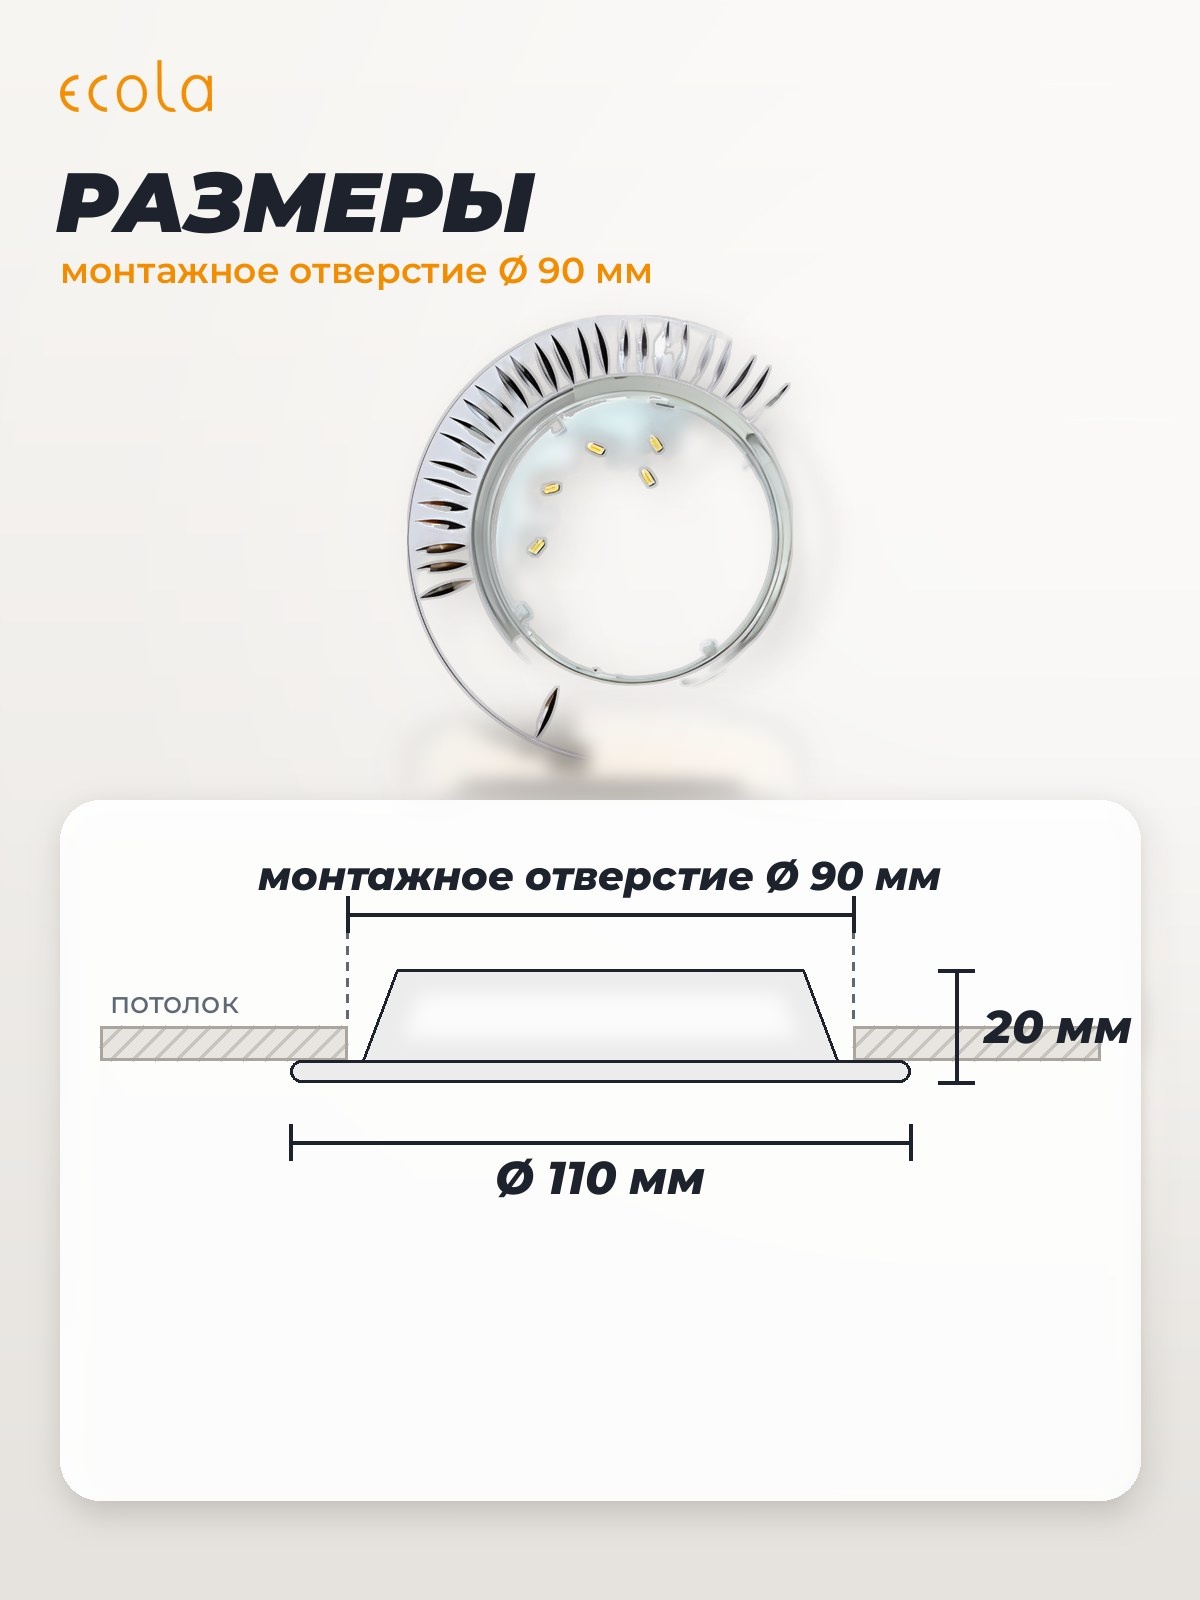 ecola
РАЗМЕРЫ
монтажное отверстие Ø 90 мм
монтажное отверстие Ø 90 мм
потолок
20 мм
Ø 110 мм